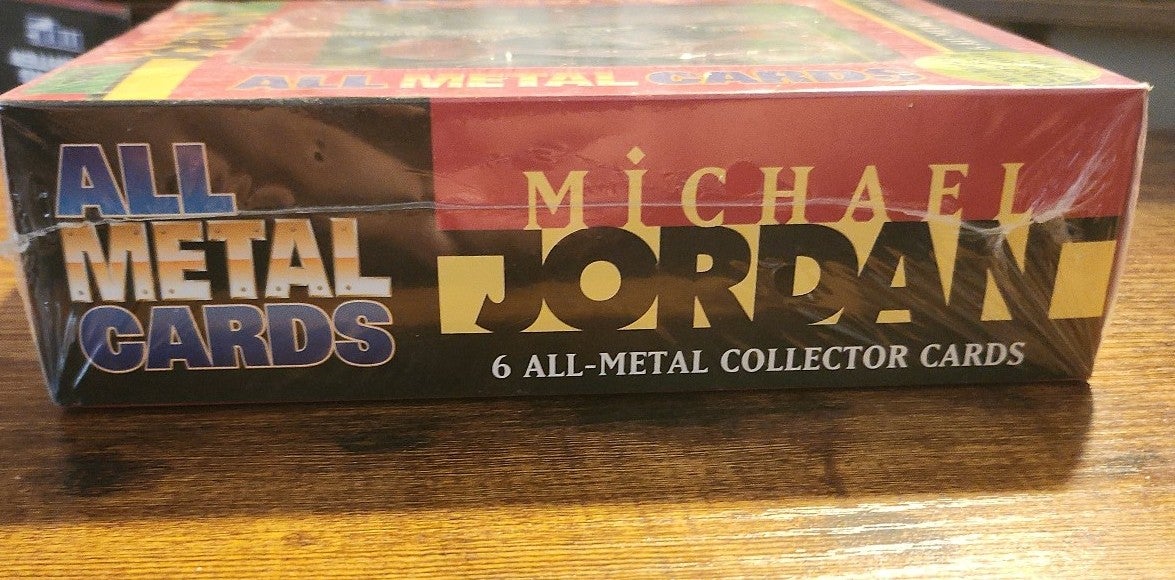 ALL METAL CARDS
ALL
METAL
CARDS
MiCHAEL
JORDAN
6 ALL-METAL COLLECTOR CARDS